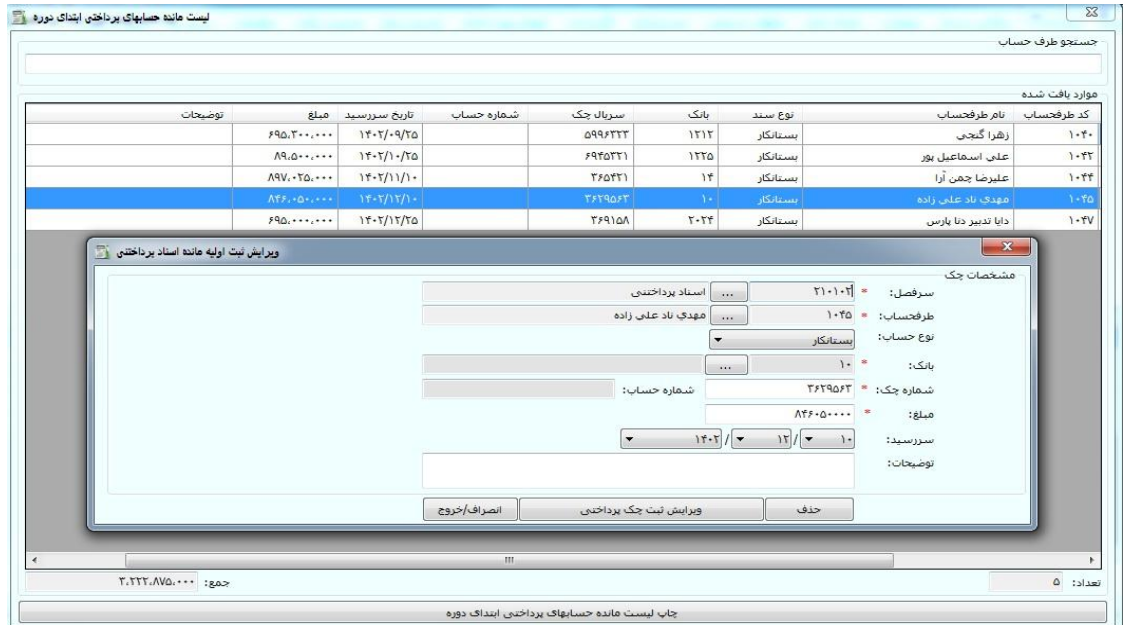 لیست مانده حسابهای پرداختی ابتدای دوره
جستجو طرف حساب
موارد یافت شده
کد طرفحساب نام طرفحساب نوع سند بانک سریال چک شماره حساب تاریخ سررسید مبلغ توضیحات
۱۰۴۰ زهرا گنجی بستانکار ۱۲۱۲ ۵۹۹۶۳۲۳ ۱۴۰۲/۰۹/۲۵ ۶۹۵،۳۰۰،۰۰۰
۱۰۴۲ علی اسماعیل پور بستانکار ۱۲۲۵ ۶۹۴۵۳۲۱ ۱۴۰۲/۱۰/۲۵ ۸۹،۵۰۰،۰۰۰
۱۰۴۴ علیرضا چمن آرا بستانکار ۱۴ ۳۶۵۴۲۱ ۱۴۰۲/۱۱/۱۰ ۸۹۷،۰۲۵،۰۰۰
۱۰۴۵ مهدی ناد علی زاده بستانکار ۱۰ ۳۶۲۹۵۶۳ ۱۴۰۲/۱۲/۱۰ ۸۴۶،۰۵۰،۰۰۰
۱۰۴۷ دایا تدبیر دنا پارس بستانکار ۲۰۲۴ ۳۶۹۱۵۸ ۱۴۰۲/۱۲/۲۵ ۶۹۵،۰۰۰،۰۰۰
ویرایش ثبت اولیه مانده اسناد پرداختنی
مشخصات چک
سرفصل: * ۲۱۰۱۰۲ ... اسناد پرداختنی
طرفحساب: * ۱۰۴۵ ... مهدی ناد علی زاده
نوع حساب: بستانکار
بانک: * ۱۰ ...
شماره چک: * ۳۶۲۹۵۶۳ شماره حساب:
مبلغ: * ۸۴۶۰۵۰۰۰۰
سررسید: ۱۰ / ۱۲ / ۱۴۰۲
توضیحات:
حذف ویرایش ثبت چک پرداختی انصراف/خروج
تعداد: ۵ جمع: ۳،۲۲۲،۸۷۵،۰۰۰
چاپ لیست مانده حسابهای پرداختی ابتدای دوره